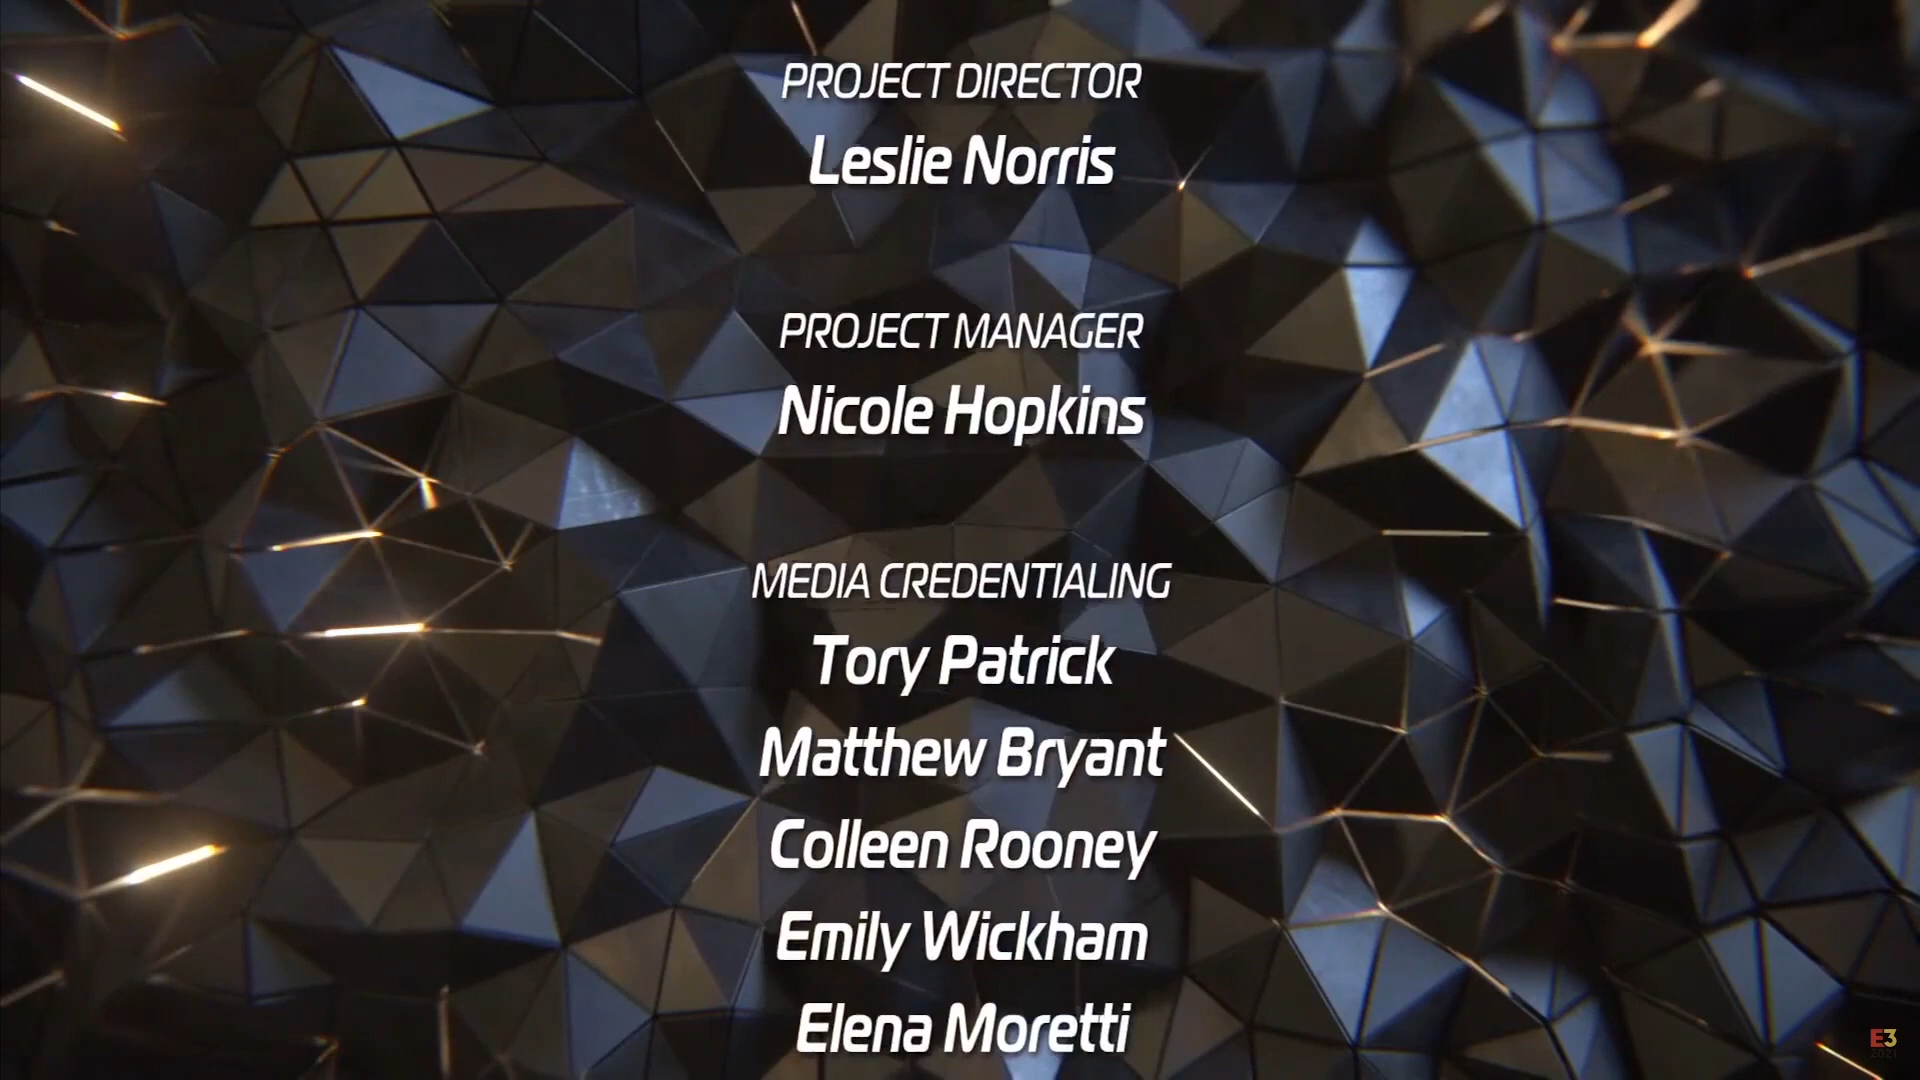 PROJECT DIRECTOR
Leslie Norris
PROJECT MANAGER
Nicole Hopkins
MEDIA CREDENTIALING
Tory Patrick
Matthew Bryant
Colleen Rooney
Emily Wickham
Elena Moretti
E3
2021